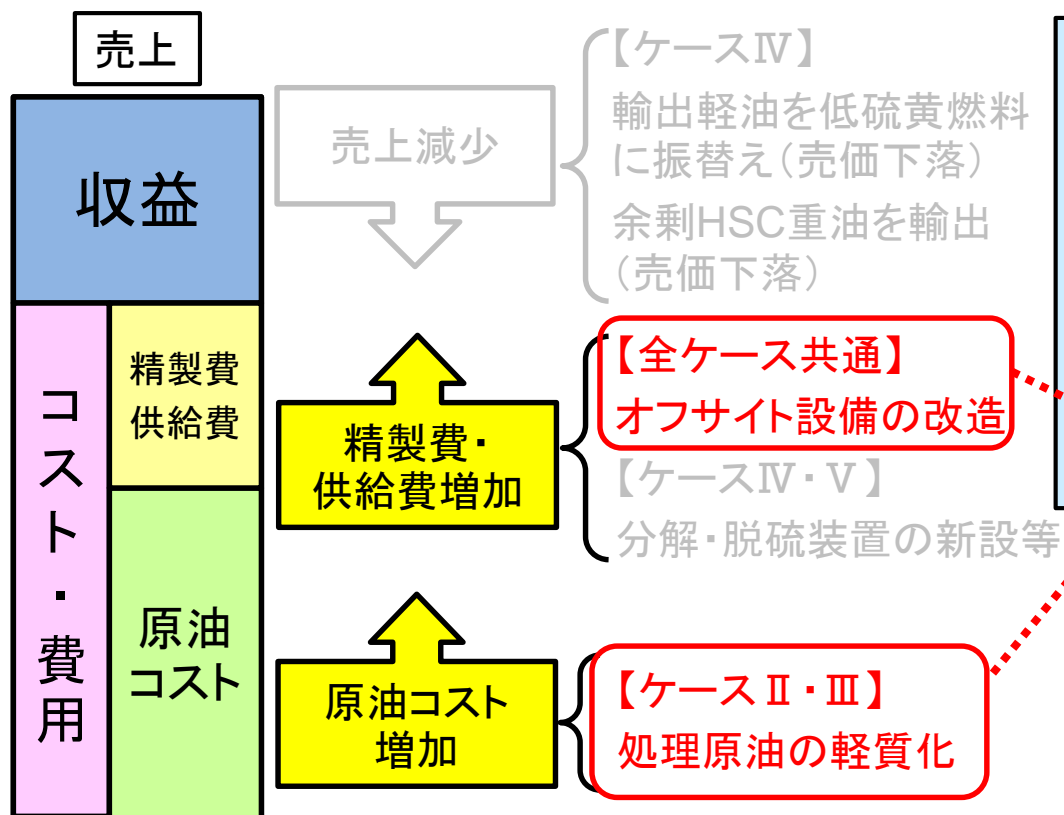 売上
収益
コスト・費用
精製費
供給費
原油
コスト
売上減少
【ケースⅣ】
輸出軽油を低硫黄燃料
に振替え(売価下落)
余剰HSC重油を輸出
(売価下落)
精製費・
供給費増加
【全ケース共通】
オフサイト設備の改造
【ケースⅣ・Ⅴ】
分解・脱硫装置の新設等
原油コスト
増加
【ケースⅡ・Ⅲ】
処理原油の軽質化